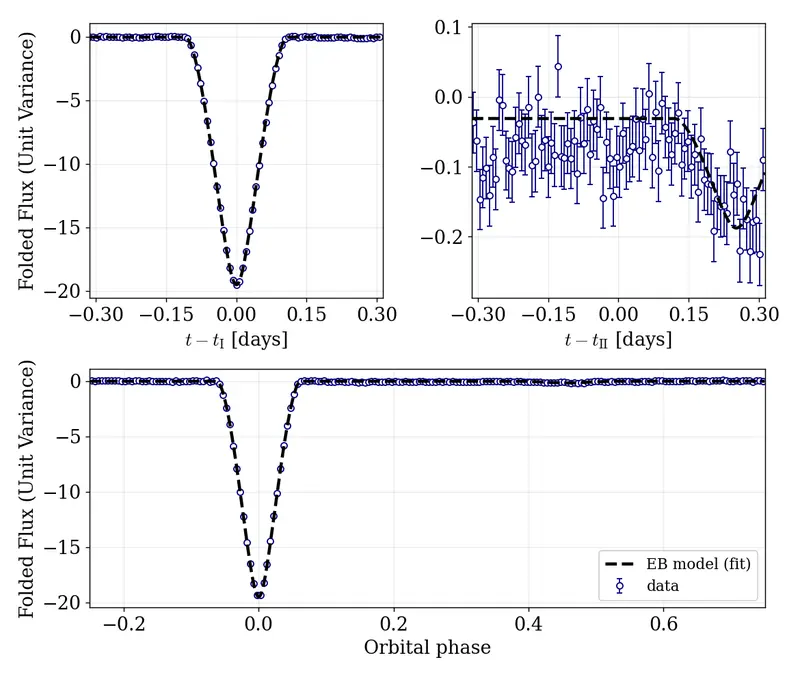 Folded Flux (Unit Variance)
0
−5
−10
−15
−20
−0.30 −0.15 0.00 0.15 0.30
t − tI [days]
0.1
0.0
−0.1
−0.2
−0.30 −0.15 0.00 0.15 0.30
t − tII [days]
Folded Flux (Unit Variance)
0
−5
−10
−15
−20
−0.2 0.0 0.2 0.4 0.6
Orbital phase
EB model (fit)
data